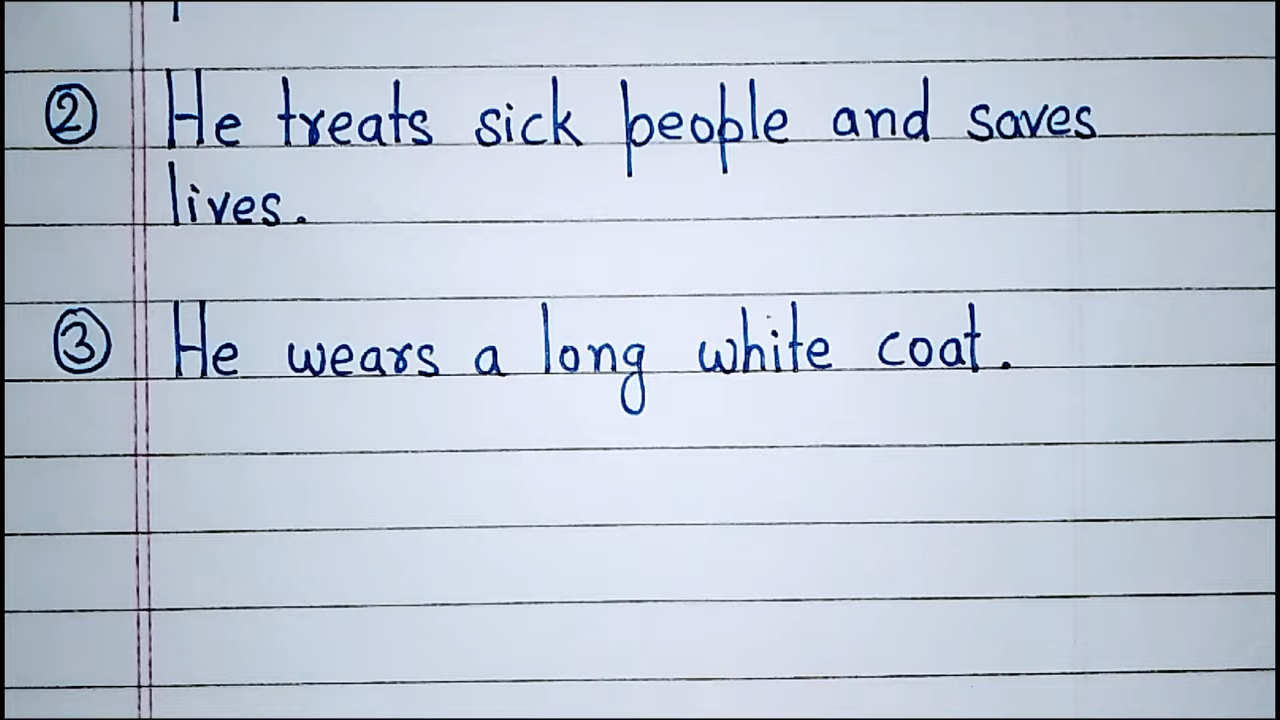 ② He treats sick people and saves
lives.
③ He wears a long white coat.